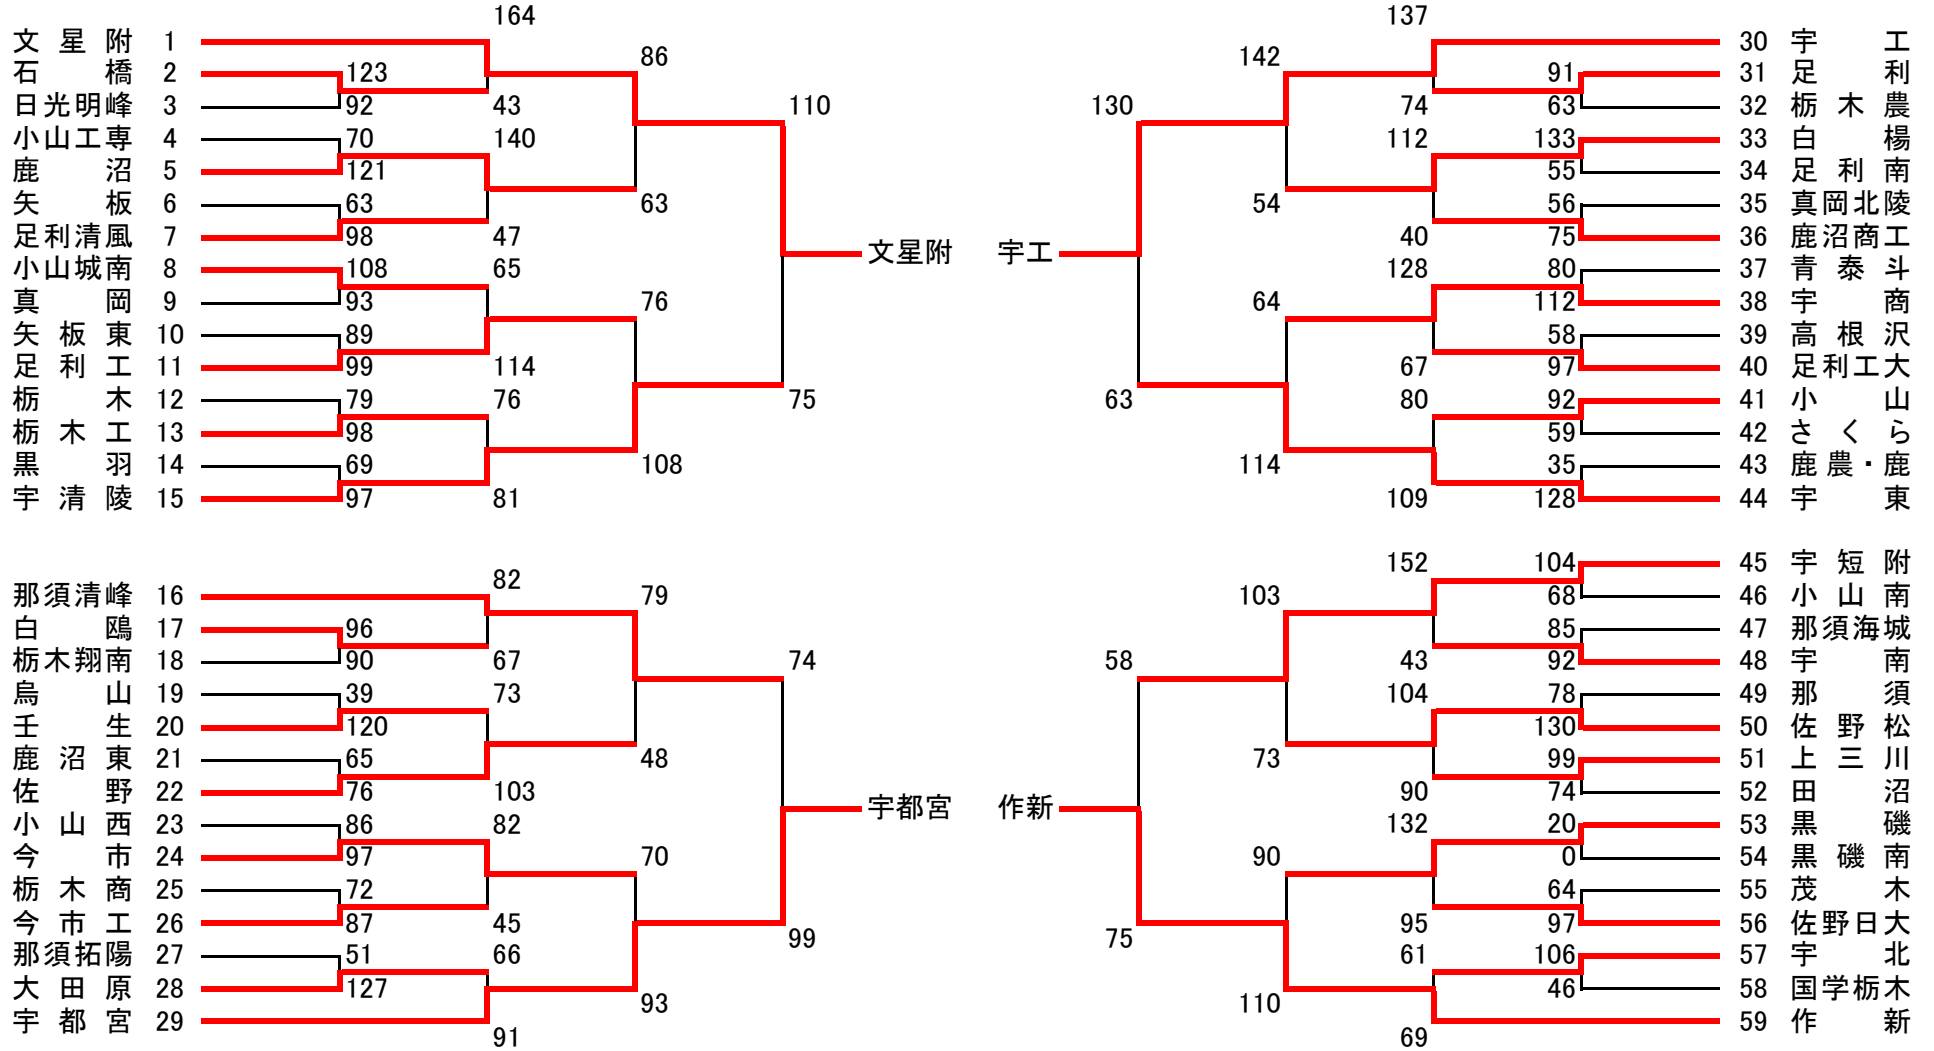 164 137
文星附 1 86 142 30 宇工
石橋 2 123 91 31 足利
日光明峰 3 92 43 110 130 74 63 32 栃木農
小山工専 4 70 140 112 133 33 白楊
鹿沼 5 121 55 34 足利南
矢板 6 63 63 54 56 35 真岡北陵
足利清風 7 98 47 文星附 宇工 40 75 36 鹿沼商工
小山城南 8 108 65 128 80 37 青泰斗
真岡 9 93 76 64 112 38 宇商
矢板東 10 89 58 39 高根沢
足利工 11 99 114 67 97 40 足利工大
栃木 12 79 76 75 63 80 92 41 小山
栃木工 13 98 59 42 さくら
黒羽 14 69 108 114 35 43 鹿農・鹿
宇清陵 15 97 81 109 128 44 宇東
152 104 45 宇短附
那須清峰 16 82 79 103 68 46 小山南
白鴎 17 96 85 47 那須海城
栃木翔南 18 90 67 74 58 43 92 48 宇南
烏山 19 39 73 104 78 49 那須
壬生 20 120 130 50 佐野松
鹿沼東 21 65 48 73 99 51 上三川
佐野 22 76 103 宇都宮 作新 90 74 52 田沼
小山西 23 86 82 132 20 53 黒磯
今市 24 97 70 90 0 54 黒磯南
栃木商 25 72 64 55 茂木
今市工 26 87 45 99 75 95 97 56 佐野日大
那須拓陽 27 51 66 61 106 57 宇北
大田原 28 127 93 110 46 58 国学栃木
宇都宮 29 91 69 59 作新